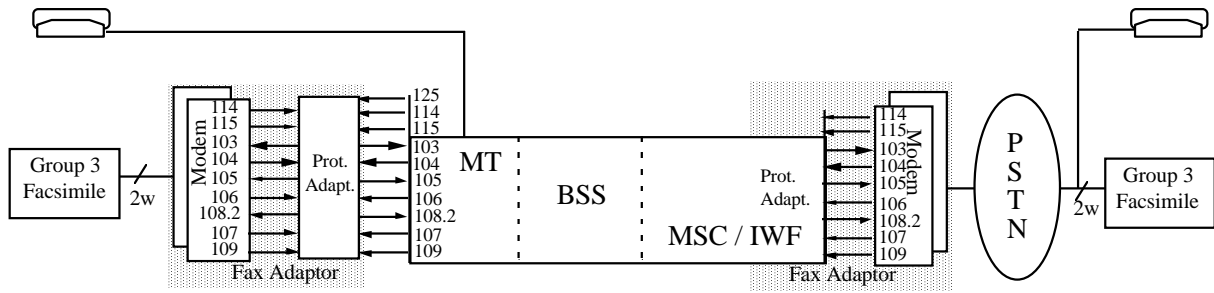 Group 3
Facsimile
2w
Modem
114
115
103
104
105
106
108.2
107
109
Prot.
Adapt.
Fax Adaptor
125
114
115
103
104
105
106
108.2
107
109
MT
BSS
MSC / IWF
Prot.
Adapt.
Fax Adaptor
114
115
103
104
105
106
108.2
107
109
Modem
P
S
T
N
2w
Group 3
Facsimile